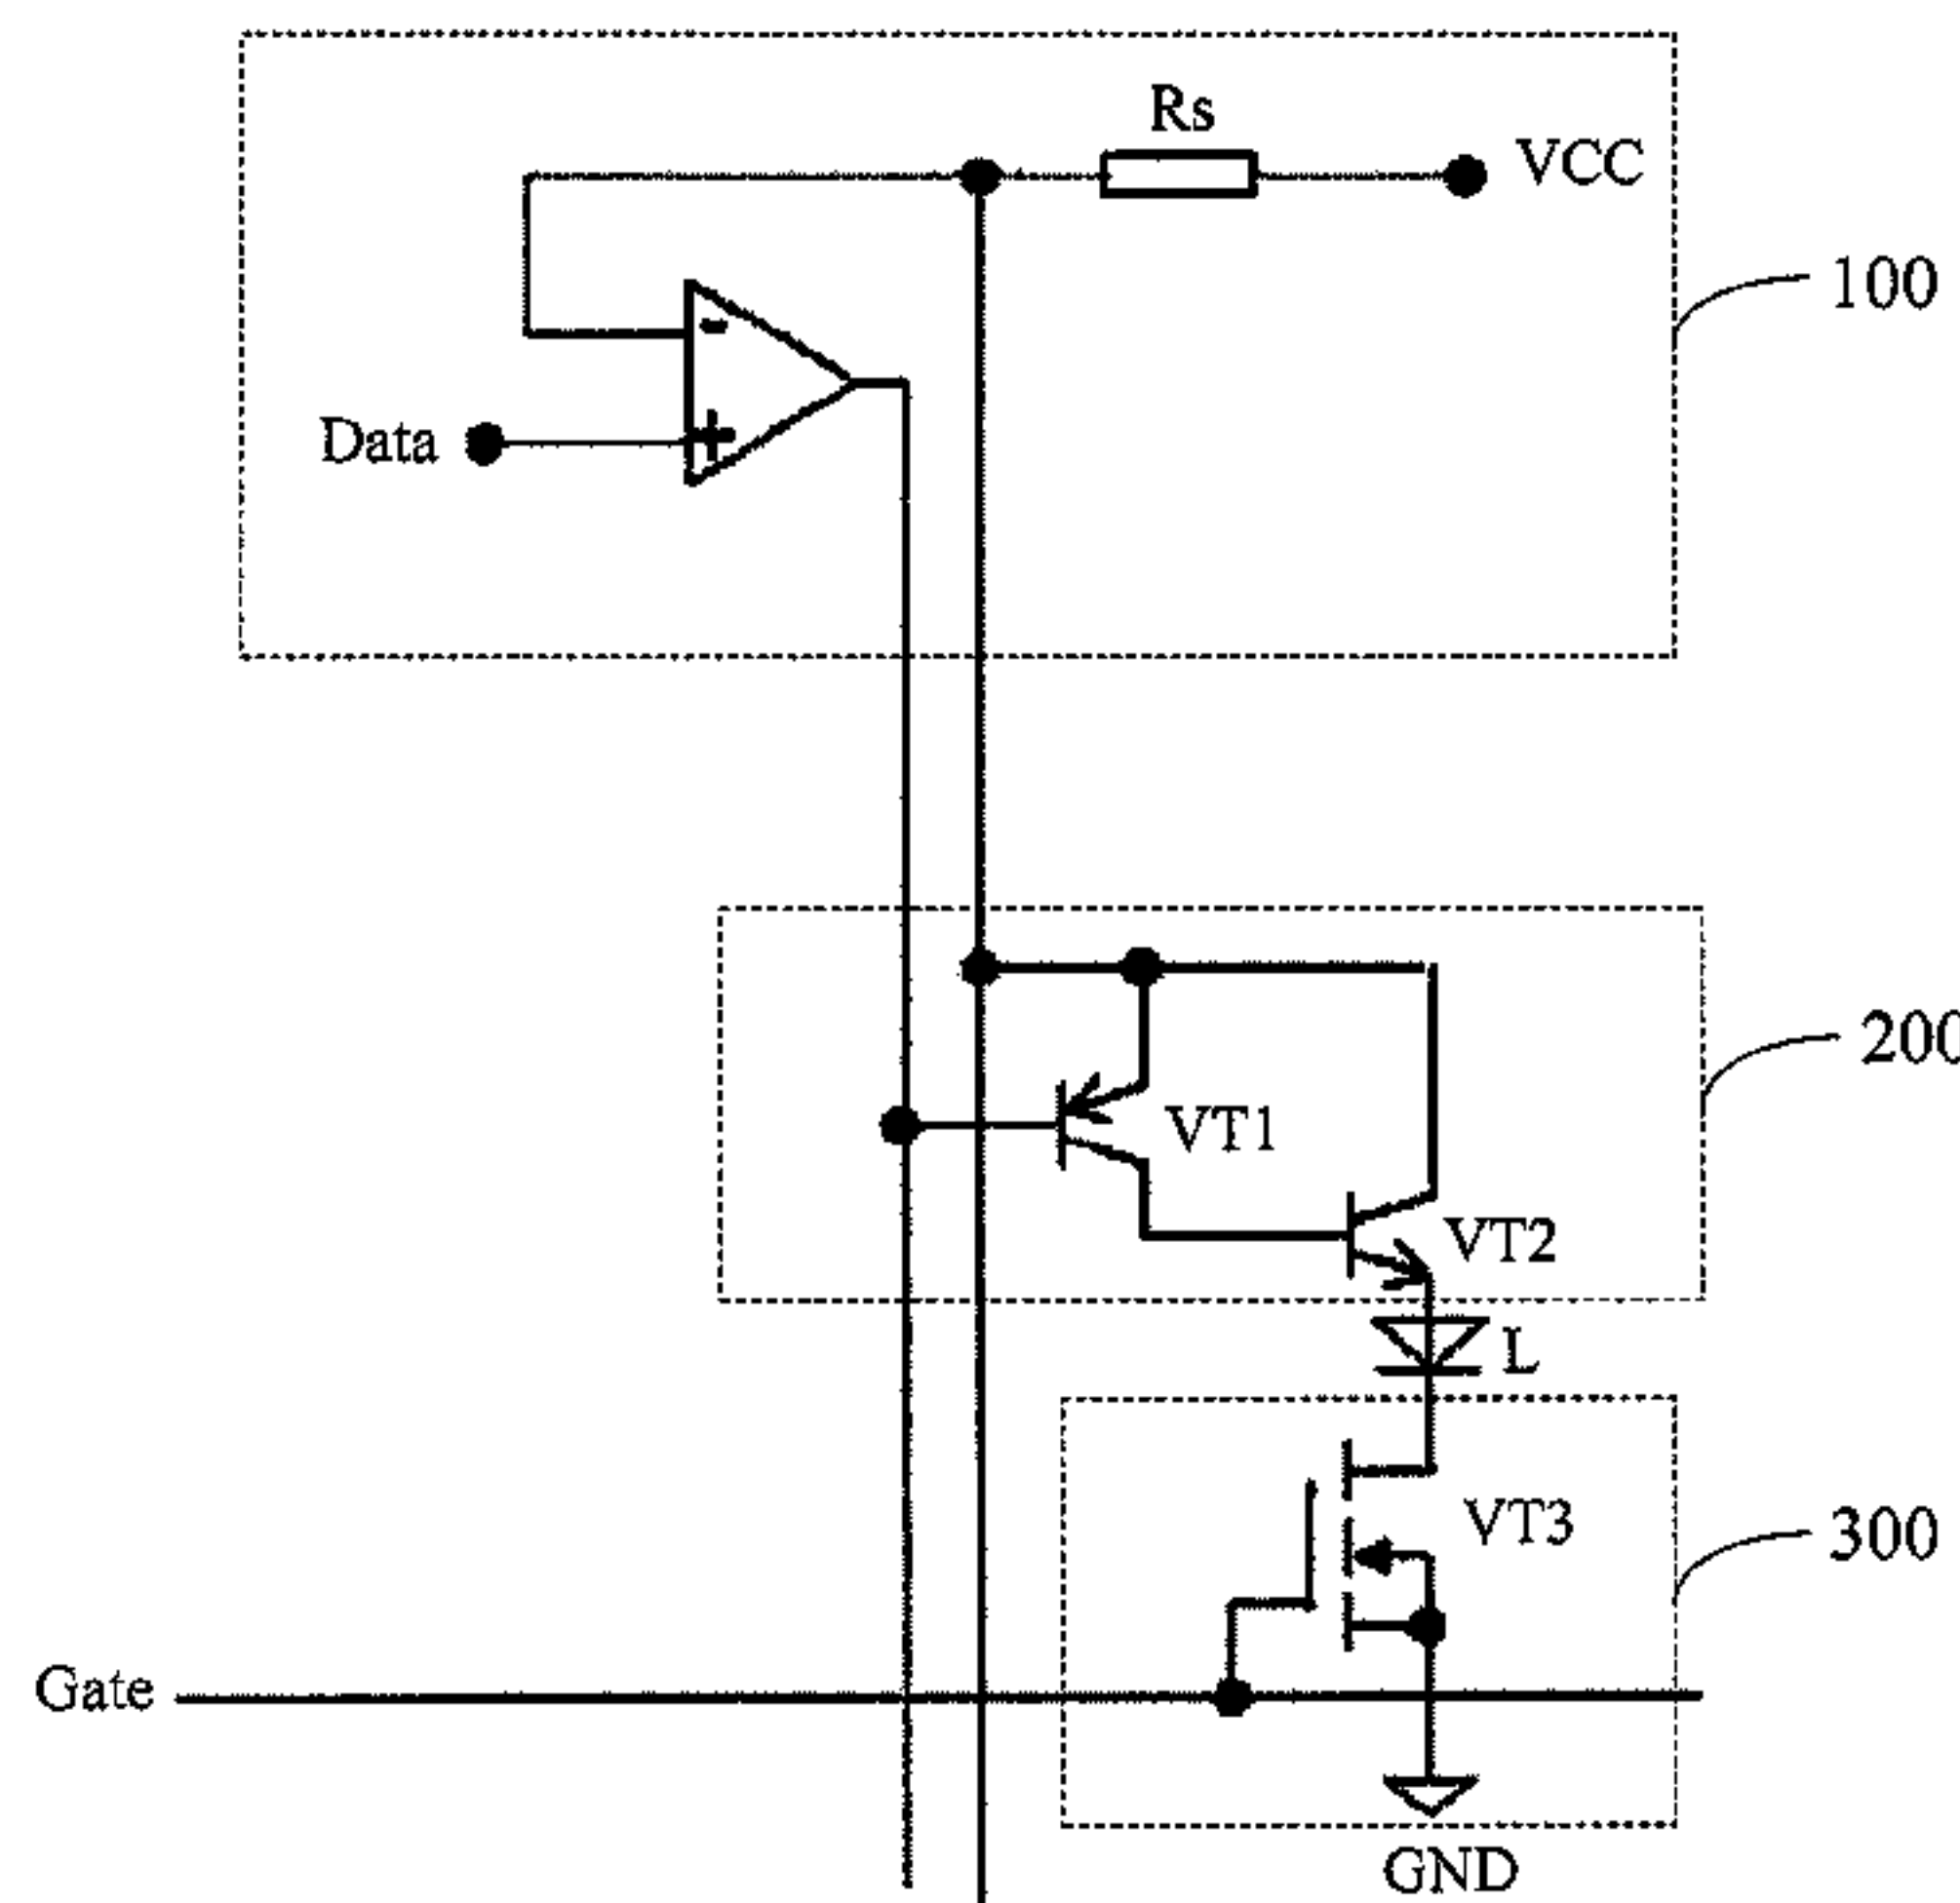 Rs
VCC
100
-
Data
+
200
VT1
VT2
L
VT3
300
Gate
GND